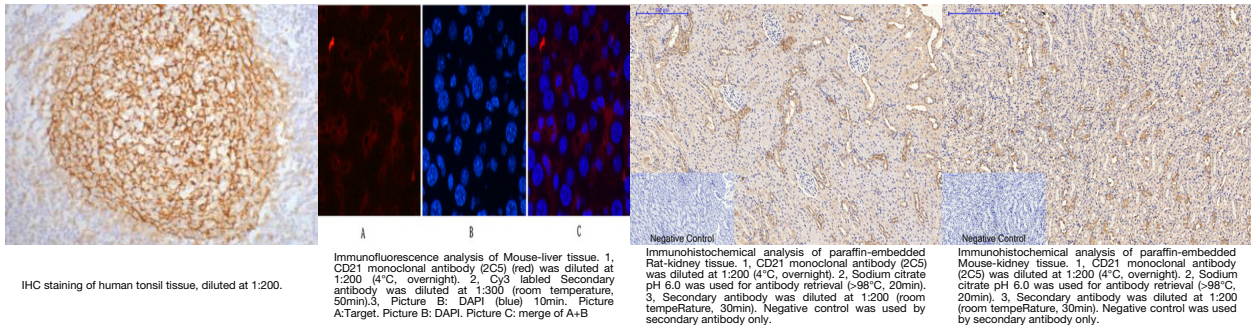 Negative Control
Negative Control
A
B
C
IHC staining of human tonsil tissue, diluted at 1:200.
Immunofluorescence analysis of Mouse-liver tissue. 1,
CD21 monoclonal antibody (2C5) (red) was diluted at
1:200 (4°C, overnight). 2, Cy3 labled Secondary
antibody was diluted at 1:300 (room temperature,
50min).3, Picture B: DAPI (blue) 10min. Picture
A:Target. Picture B: DAPI. Picture C: merge of A+B
Immunohistochemical analysis of paraffin-embedded
Rat-kidney tissue. 1, CD21 monoclonal antibody (2C5)
was diluted at 1:200 (4°C, overnight). 2, Sodium citrate
pH 6.0 was used for antibody retrieval (>98°C, 20min).
3, Secondary antibody was diluted at 1:200 (room
tempeRature, 30min). Negative control was used by
secondary antibody only.
Immunohistochemical analysis of paraffin-embedded
Mouse-kidney tissue. 1, CD21 monoclonal antibody
(2C5) was diluted at 1:200 (4°C, overnight). 2, Sodium
citrate pH 6.0 was used for antibody retrieval (>98°C,
20min). 3, Secondary antibody was diluted at 1:200
(room tempeRature, 30min). Negative control was used
by secondary antibody only.